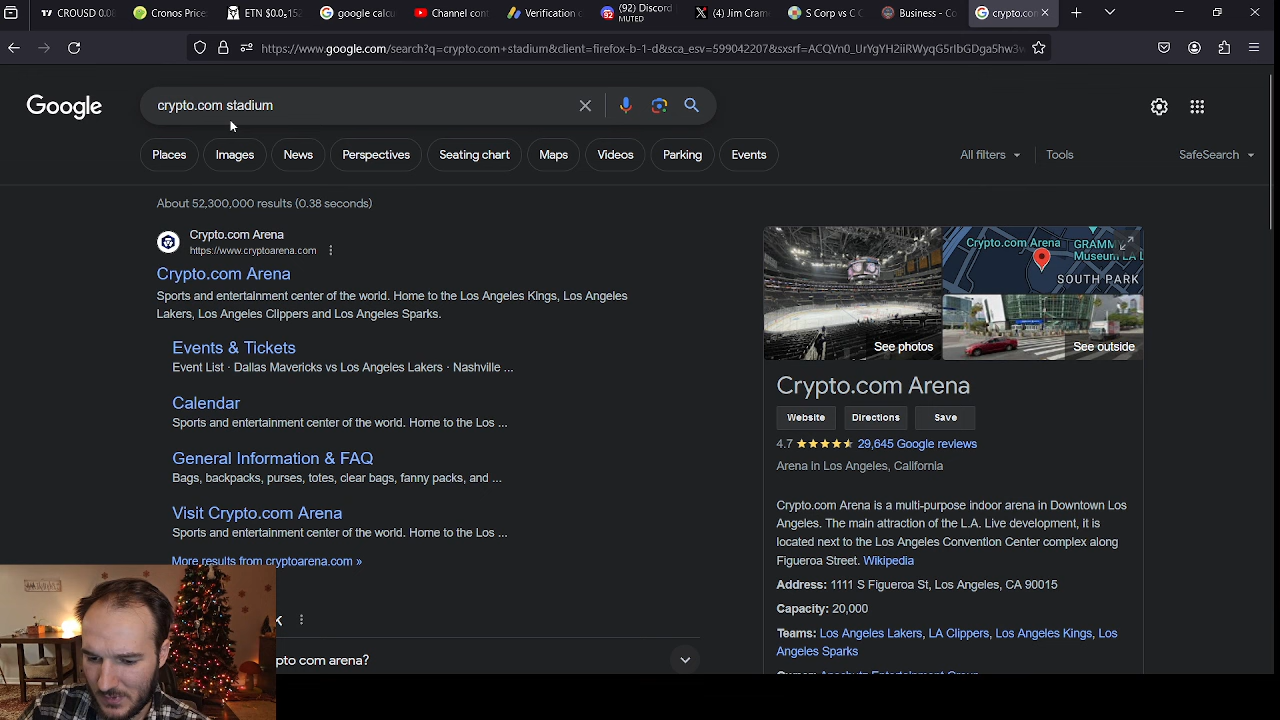 CROUSD 0.08
Cronos Price:
ETN $0.0₅152
google calcu
Channel cont
Verification
(92) Discord
MUTED
(4) Jim Crame
S Corp vs C C
Business - Co
crypto.com
https://www.google.com/search?q=crypto.com+stadium&client=firefox-b-1-d&sca_esv=599042207&sxsrf=ACQVn0_UrYgYH2iiRWyqG5rIbGDga5hw3w
Google
crypto.com stadium
Places
Images
News
Perspectives
Seating chart
Maps
Videos
Parking
Events
All filters
Tools
SafeSearch
About 52,300,000 results (0.38 seconds)
Crypto.com Arena
https://www.cryptoarena.com
Crypto.com Arena
Sports and entertainment center of the world. Home to the Los Angeles Kings, Los Angeles
Lakers, Los Angeles Clippers and Los Angeles Sparks.
Events & Tickets
Event List · Dallas Mavericks vs Los Angeles Lakers · Nashville ...
Calendar
Sports and entertainment center of the world. Home to the Los ...
General Information & FAQ
Bags, backpacks, purses, totes, clear bags, fanny packs, and ...
Visit Crypto.com Arena
Sports and entertainment center of the world. Home to the Los ...
More results from cryptoarena.com »
pto com arena?
Crypto.com Arena
GRAMM
Museum LA L
SOUTH PARK
See photos
See outside
Crypto.com Arena
Website
Directions
Save
4.7
29,645 Google reviews
Arena in Los Angeles, California
Crypto.com Arena is a multi-purpose indoor arena in Downtown Los
Angeles. The main attraction of the L.A. Live development, it is
located next to the Los Angeles Convention Center complex along
Figueroa Street. Wikipedia
Address: 1111 S Figueroa St, Los Angeles, CA 90015
Capacity: 20,000
Teams: Los Angeles Lakers, LA Clippers, Los Angeles Kings, Los
Angeles Sparks